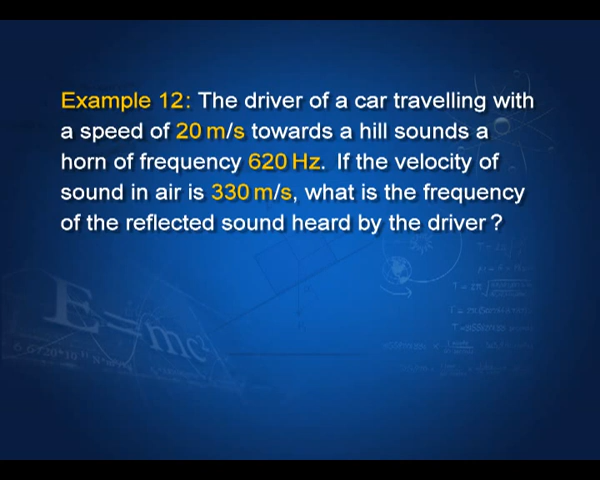 Example 12: The driver of a car travelling with
a speed of 20 m/s towards a hill sounds a
horn of frequency 620 Hz. If the velocity of
sound in air is 330 m/s, what is the frequency
of the reflected sound heard by the driver ?
E=mc²